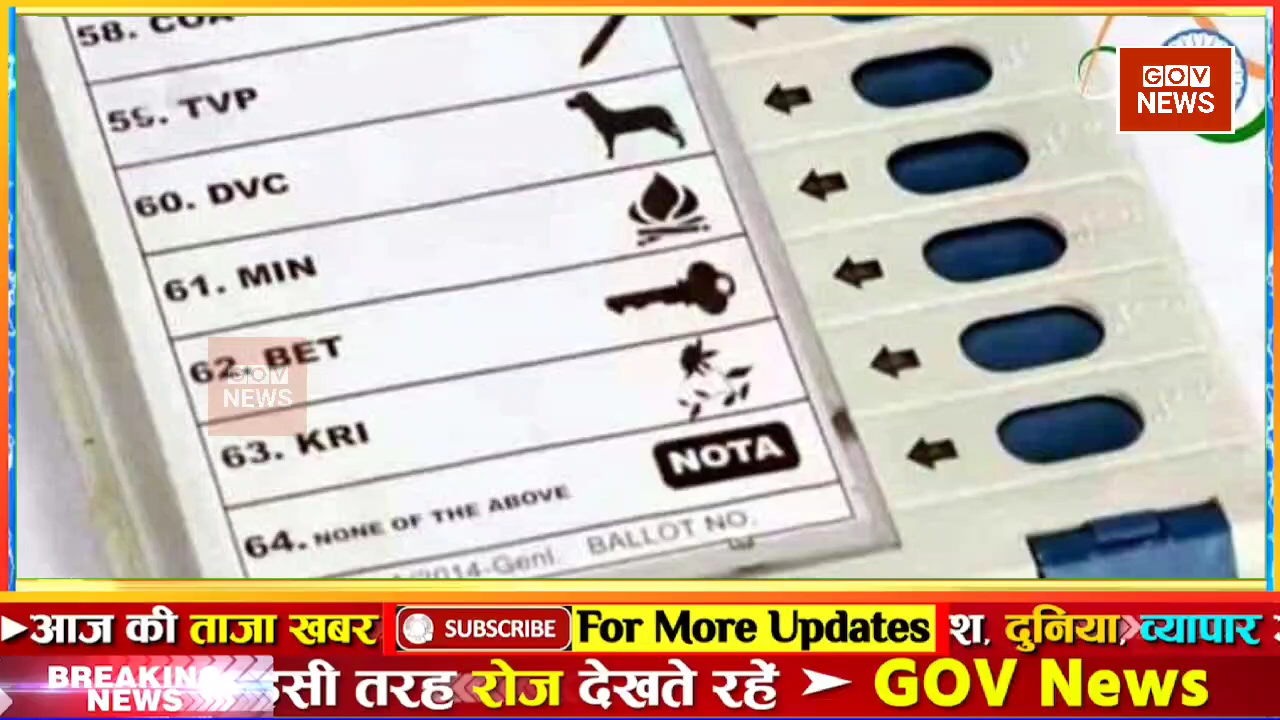 58.
GOV
NEWS
59. TVP
60. DVC
61. MIN
62. BET
GOV
NEWS
63. KRI
NOTA
64. NONE OF THE ABOVE
2014-Genl. BALLOT NO.
आज की ताज़ा खबर SUBSCRIBE For More Updates दुनिया, व्यापार
BREAKING
NEWS
तरह रोज देखते रहें GOV News